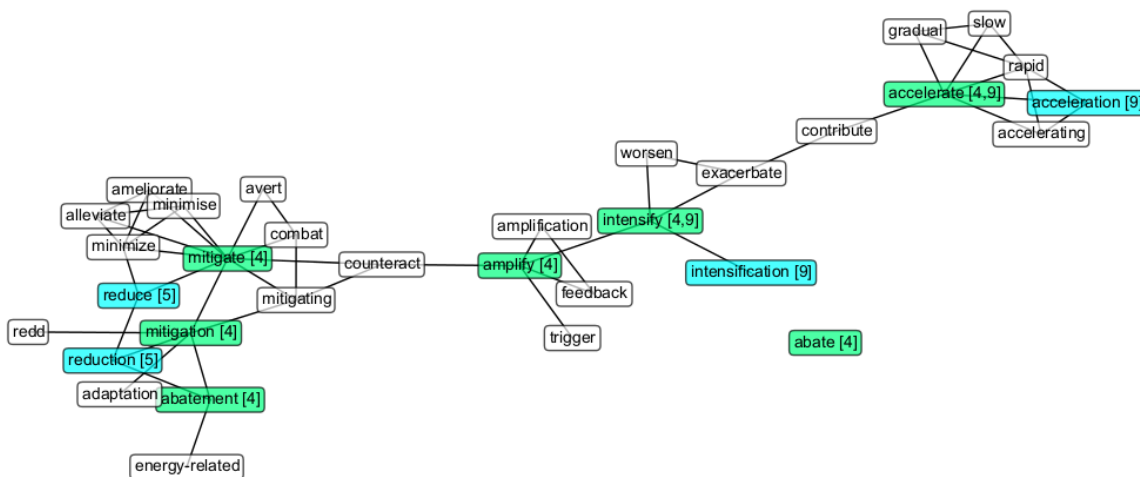 slow
gradual
rapid
accelerate [4,9]
acceleration [9]
contribute
accelerating
worsen
exacerbate
ameliorate
avert
minimise
alleviate
intensify [4,9]
amplification
combat
minimize
mitigate [4]
counteract
amplify [4]
intensification [9]
reduce [5]
mitigating
feedback
redd
mitigation [4]
trigger
abate [4]
reduction [5]
adaptation
abatement [4]
energy-related